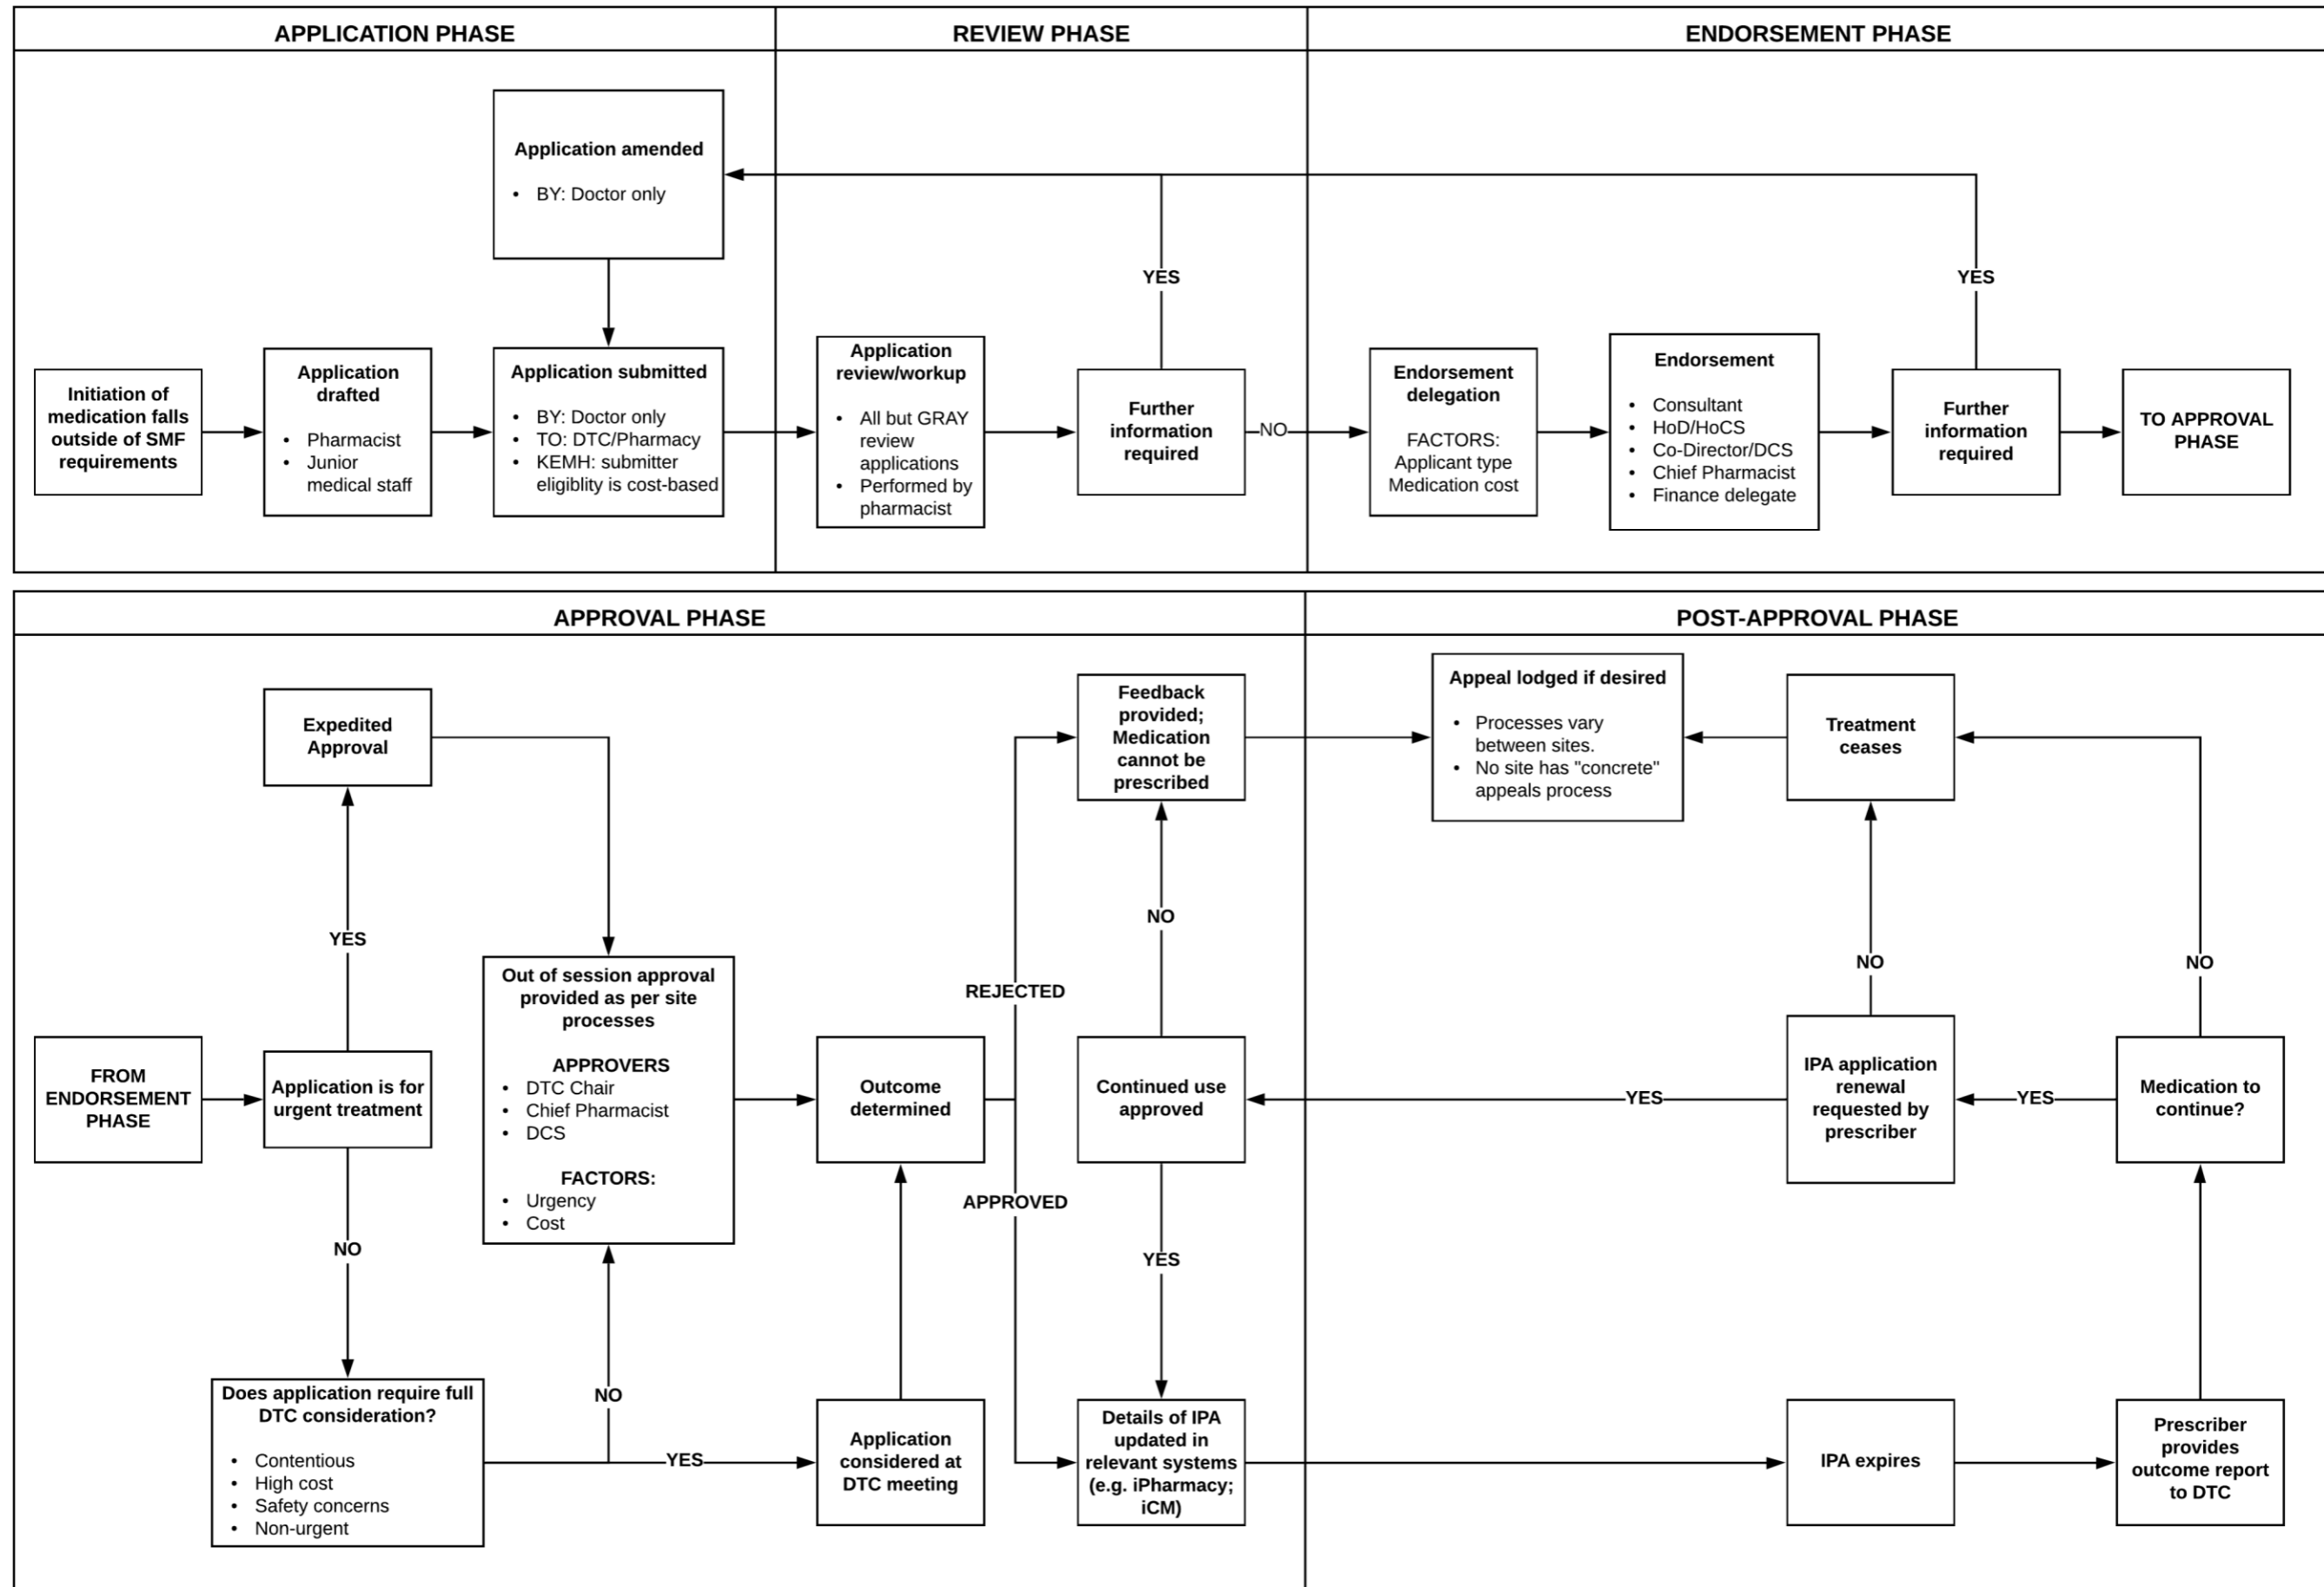 APPLICATION PHASE
REVIEW PHASE
ENDORSEMENT PHASE
Application amended
• BY: Doctor only
YES
YES
Initiation of
medication falls
outside of SMF
requirements
Application
drafted
• Pharmacist
• Junior
medical staff
Application submitted
• BY: Doctor only
• TO: DTC/Pharmacy
• KEMH: submitter
eligiblity is cost-based
Application
review/workup
• All but GRAY
review
applications
• Performed by
pharmacist
Further
information
required
NO
Endorsement
delegation
FACTORS:
Applicant type
Medication cost
Endorsement
• Consultant
• HoD/HoCS
• Co-Director/DCS
• Chief Pharmacist
• Finance delegate
Further
information
required
TO APPROVAL
PHASE
APPROVAL PHASE
POST-APPROVAL PHASE
Expedited
Approval
Feedback
provided;
Medication
cannot be
prescribed
Appeal lodged if desired
• Processes vary
between sites.
• No site has "concrete"
appeals process
Treatment
ceases
YES
NO
NO
NO
REJECTED
FROM
ENDORSEMENT
PHASE
Application is for
urgent treatment
Out of session approval
provided as per site
processes
APPROVERS
• DTC Chair
• Chief Pharmacist
• DCS
FACTORS:
• Urgency
• Cost
Outcome
determined
Continued use
approved
YES
IPA application
renewal
requested by
prescriber
YES
Medication to
continue?
APPROVED
NO
YES
Does application require full
DTC consideration?
• Contentious
• High cost
• Safety concerns
• Non-urgent
NO
YES
Application
considered at
DTC meeting
Details of IPA
updated in
relevant systems
(e.g. iPharmacy;
iCM)
IPA expires
Prescriber
provides
outcome report
to DTC